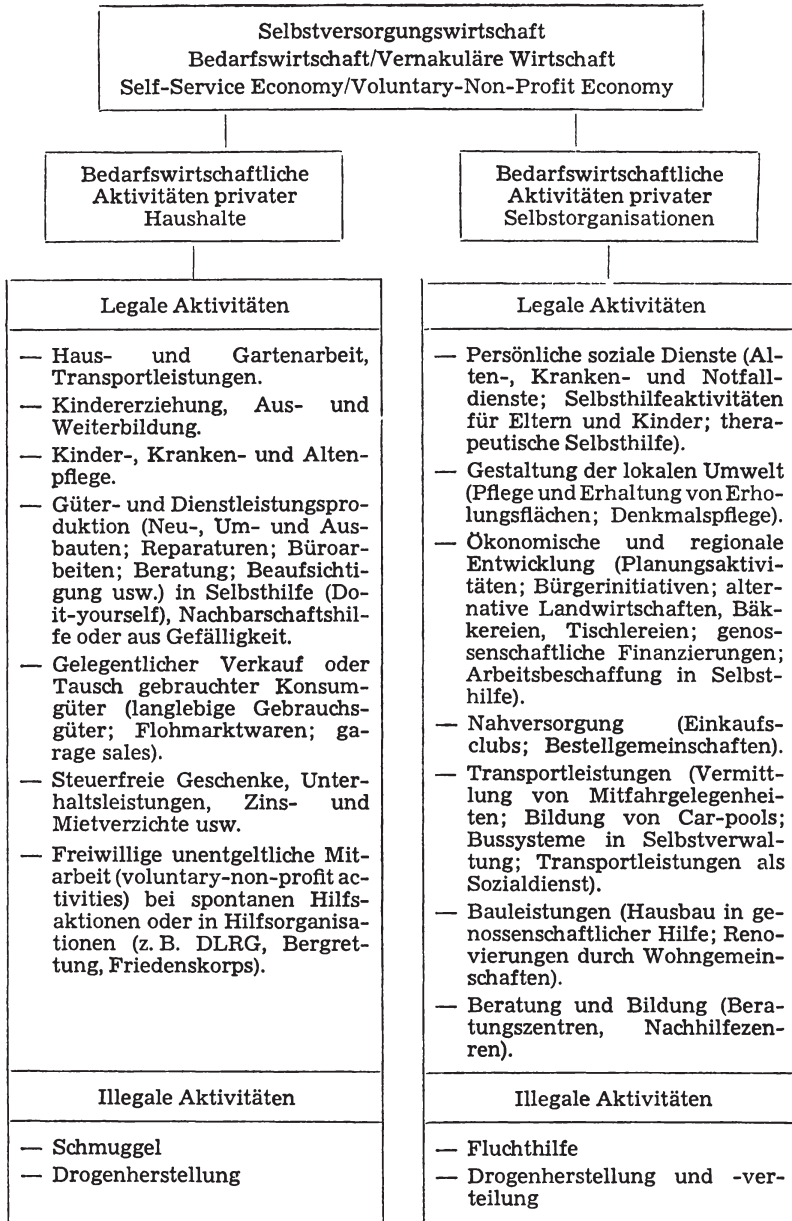 Selbstversorgungswirtschaft
Bedarfswirtschaft/Vernakuläre Wirtschaft
Self-Service Economy/Voluntary-Non-Profit Economy
Bedarfswirtschaftliche
Aktivitäten privater
Haushalte
Legale Aktivitäten
— Haus- und Gartenarbeit,
Transportleistungen.
— Kindererziehung, Aus- und
Weiterbildung.
— Kinder-, Kranken- und Alten-
pflege.
— Güter- und Dienstleistungspro-
duktion (Neu-, Um- und Aus-
bauten; Reparaturen; Büroar-
beiten; Beratung; Beaufsichti-
gung usw.) in Selbsthilfe (Do-
it-yourself), Nachbarschaftshil-
fe oder aus Gefälligkeit.
— Gelegentlicher Verkauf oder
Tausch gebrauchter Konsum-
güter (langlebige Gebrauchs-
güter; Flohmarktwaren; ga-
rage sales).
— Steuerfreie Geschenke, Unter-
haltsleistungen, Zins- und
Mietverzichte usw.
— Freiwillige unentgeltliche Mit-
arbeit (voluntary-non-profit ac-
tivities) bei spontanen Hilfs-
aktionen oder in Hilfsorganisa-
tionen (z. B. DLRG, Bergret-
tung, Friedenskorps).
Illegale Aktivitäten
— Schmuggel
— Drogenherstellung
Bedarfswirtschaftliche
Aktivitäten privater
Selbstorganisationen
Legale Aktivitäten
— Persönliche soziale Dienste (Al-
ten-, Kranken- und Notfall-
dienste; Selbsthilfeaktivitäten
für Eltern und Kinder; thera-
peutische Selbsthilfe).
— Gestaltung der lokalen Umwelt
(Pflege und Erhaltung von Erho-
lungsflächen; Denkmalspflege).
— Ökonomische und regionale
Entwicklung (Planungsaktivi-
täten; Bürgerinitiativen; alter-
native Landwirtschaften, Bäk-
kereien, Tischlereien; genos-
senschaftliche Finanzierungen;
Arbeitsbeschaffung in Selbst-
hilfe).
— Nahversorgung (Einkaufs-
clubs; Bestellgemeinschaften).
— Transportleistungen (Vermitt-
lung von Mitfahrgelegenhei-
ten; Bildung von Car-pools;
Bussysteme in Selbstverwal-
tung; Transportleistungen als
Sozialdienst).
— Bauleistungen (Hausbau in ge-
nossenschaftlicher Hilfe; Reno-
vierungen durch Wohngemein-
schaften).
— Beratung und Bildung (Bera-
tungszentren, Nachhilfezen-
ren).
Illegale Aktivitäten
— Fluchthilfe
— Drogenherstellung und -ver-
teilung